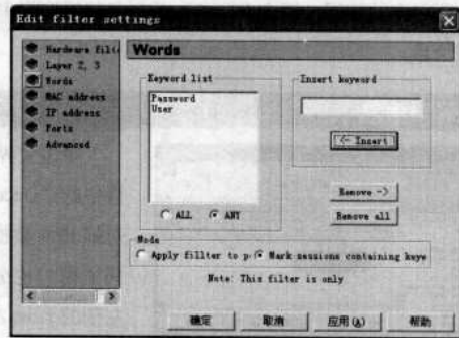 Edit filter settings
Hardware filt
Layer 2, 3
Words
MAC address
IP address
Ports
Advanced
Words
Keyword list
Password
User
ALL
ANY
Insert keyword
<- Insert
Remove ->
Remove all
Mode
Apply fillter to p
Mark sessions containing keyw
Note: This filter is only
确定
取消
应用(A)
帮助